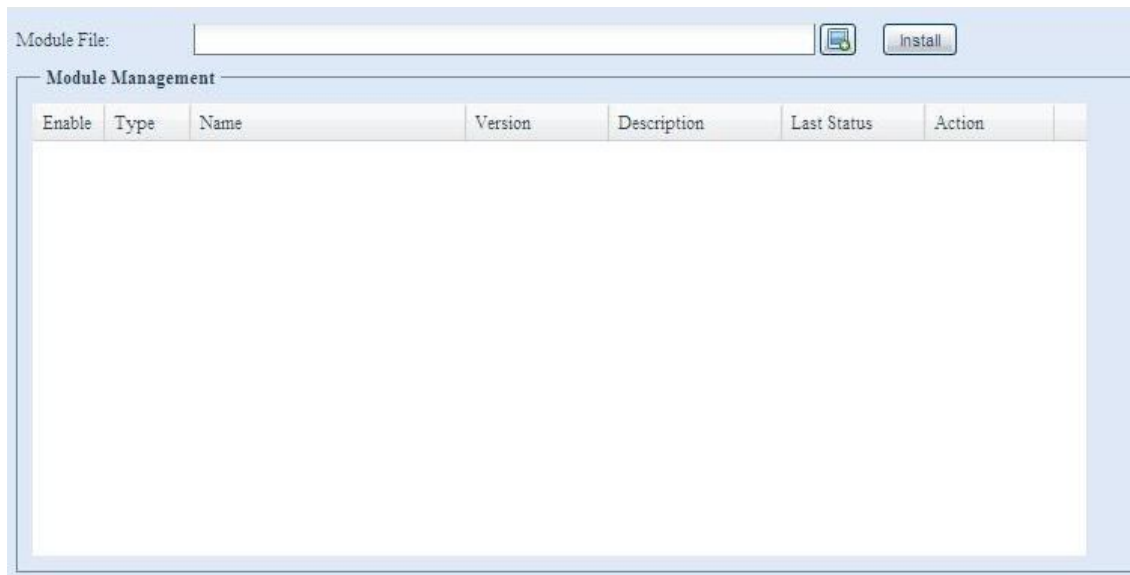 Module File: Install
Module Management
Enable Type Name Version Description Last Status Action